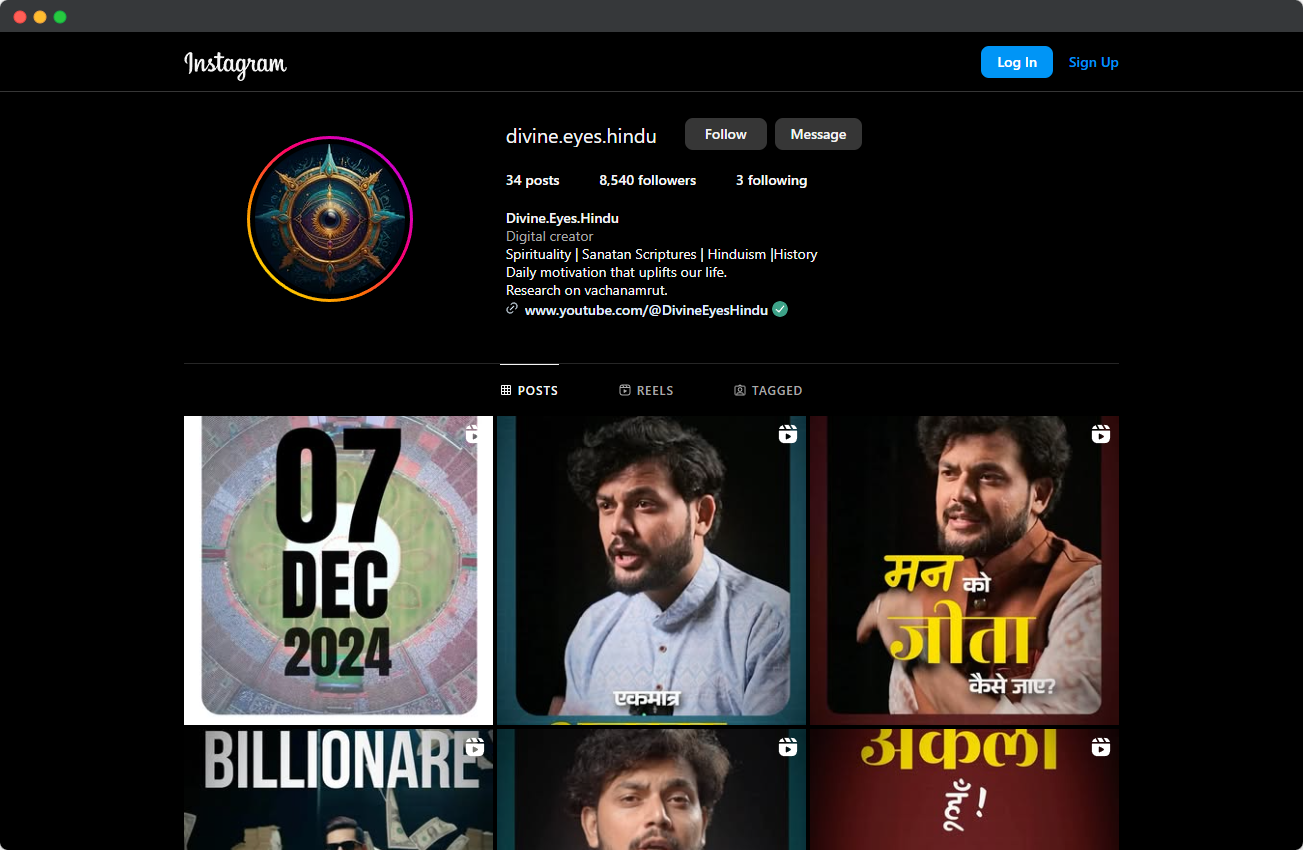 Instagram
Log In
Sign Up
divine.eyes.hindu
Follow
Message
34 posts
8,540 followers
3 following
Divine.Eyes.Hindu
Digital creator
Spirituality | Sanatan Scriptures | Hinduism |History
Daily motivation that uplifts our life.
Research on vachanamrut.
www.youtube.com/@DivineEyesHindu
POSTS
REELS
TAGGED
07
DEC
2024
एकमात्र
मन को
जीता
कैसे जाए?
BILLIONARE
अकेला
हूँ !